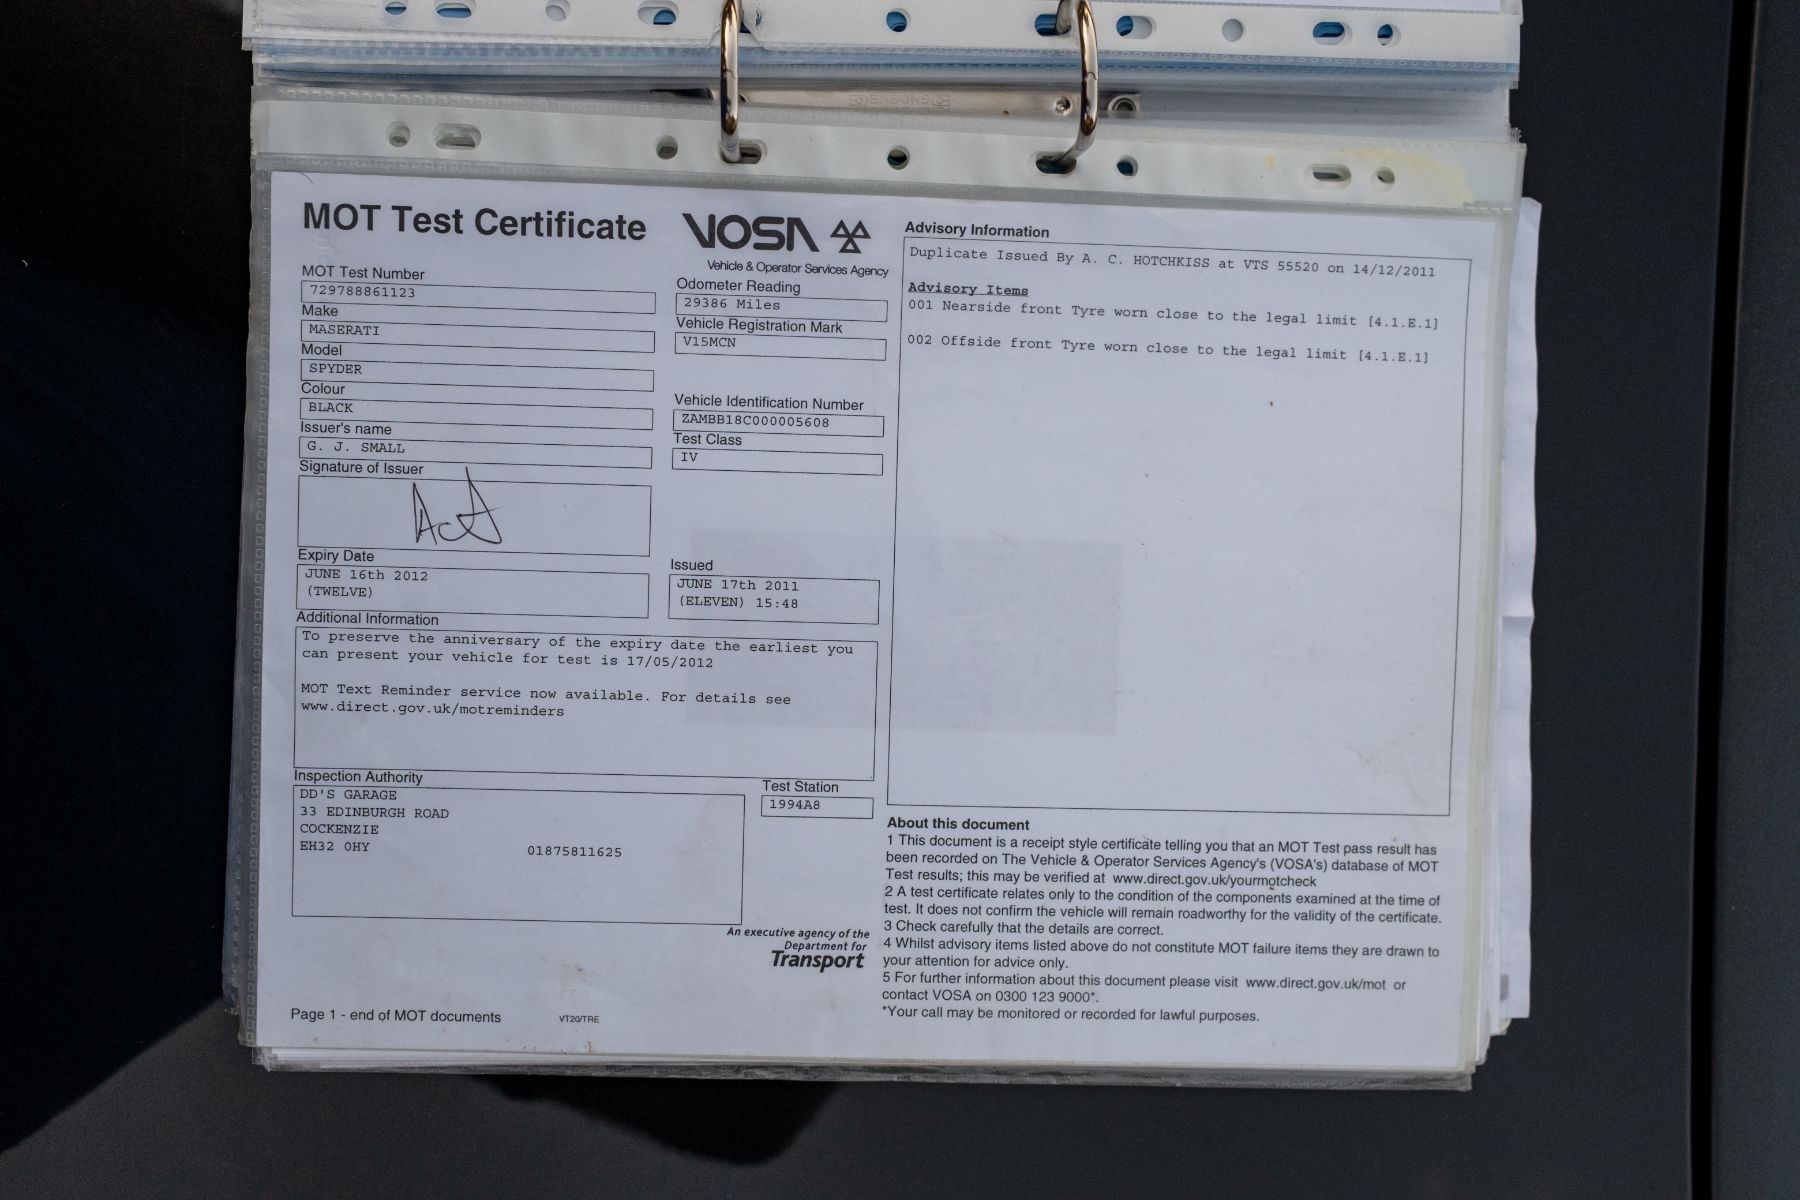 MOT Test Certificate
VOSA
Vehicle & Operator Services Agency
MOT Test Number
729788861123
Make
MASERATI
Model
SPYDER
Colour
BLACK
Issuer's name
G. J. SMALL
Signature of Issuer
Expiry Date
JUNE 16th 2012
(TWELVE)
Odometer Reading
29386 Miles
Vehicle Registration Mark
V15MCN
Vehicle Identification Number
ZAMBB18C000005608
Test Class
IV
Issued
JUNE 17th 2011
(ELEVEN) 15:48
Additional Information
To preserve the anniversary of the expiry date the earliest you
can present your vehicle for test is 17/05/2012
MOT Text Reminder service now available. For details see
www.direct.gov.uk/motreminders
Inspection Authority
DD'S GARAGE
33 EDINBURGH ROAD
COCKENZIE
EH32 0HY 01875811625
Test Station
1994A8
An executive agency of the
Department for
Transport
Page 1 - end of MOT documents
VT20/TRE
Advisory Information
Duplicate Issued By A. C. HOTCHKISS at VTS 55520 on 14/12/2011
Advisory Items
001 Nearside front Tyre worn close to the legal limit [4.1.E.1]
002 Offside front Tyre worn close to the legal limit [4.1.E.1]
About this document
1 This document is a receipt style certificate telling you that an MOT Test pass result has
been recorded on The Vehicle & Operator Services Agency's (VOSA's) database of MOT
Test results; this may be verified at www.direct.gov.uk/yourmotcheck
2 A test certificate relates only to the condition of the components examined at the time of
test. It does not confirm the vehicle will remain roadworthy for the validity of the certificate.
3 Check carefully that the details are correct.
4 Whilst advisory items listed above do not constitute MOT failure items they are drawn to
your attention for advice only.
5 For further information about this document please visit www.direct.gov.uk/mot or
contact VOSA on 0300 123 9000*.
*Your call may be monitored or recorded for lawful purposes.